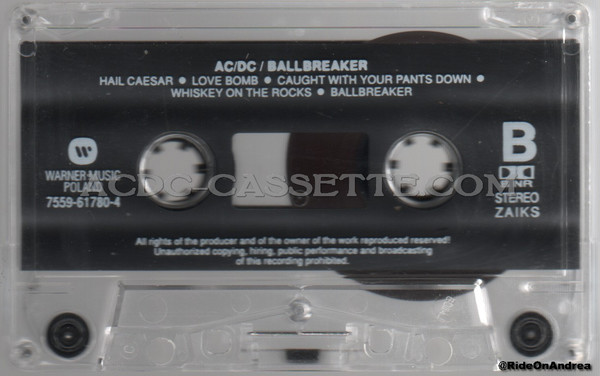 AC/DC / BALLBREAKER
HAIL CAESAR ● LOVE BOMB ● CAUGHT WITH YOUR PANTS DOWN ●
WHISKEY ON THE ROCKS ● BALLBREAKER
B
WARNER MUSIC
POLAND
7559-61780-4
ACDC-CASSETTE.COM
B NR
STEREO
ZAIKS
All rights of the producer and of the owner of the work reproduced reserved!
Unauthorized copying, hiring, public performance and broadcasting
of this recording prohibited.
@RideOnAndrea